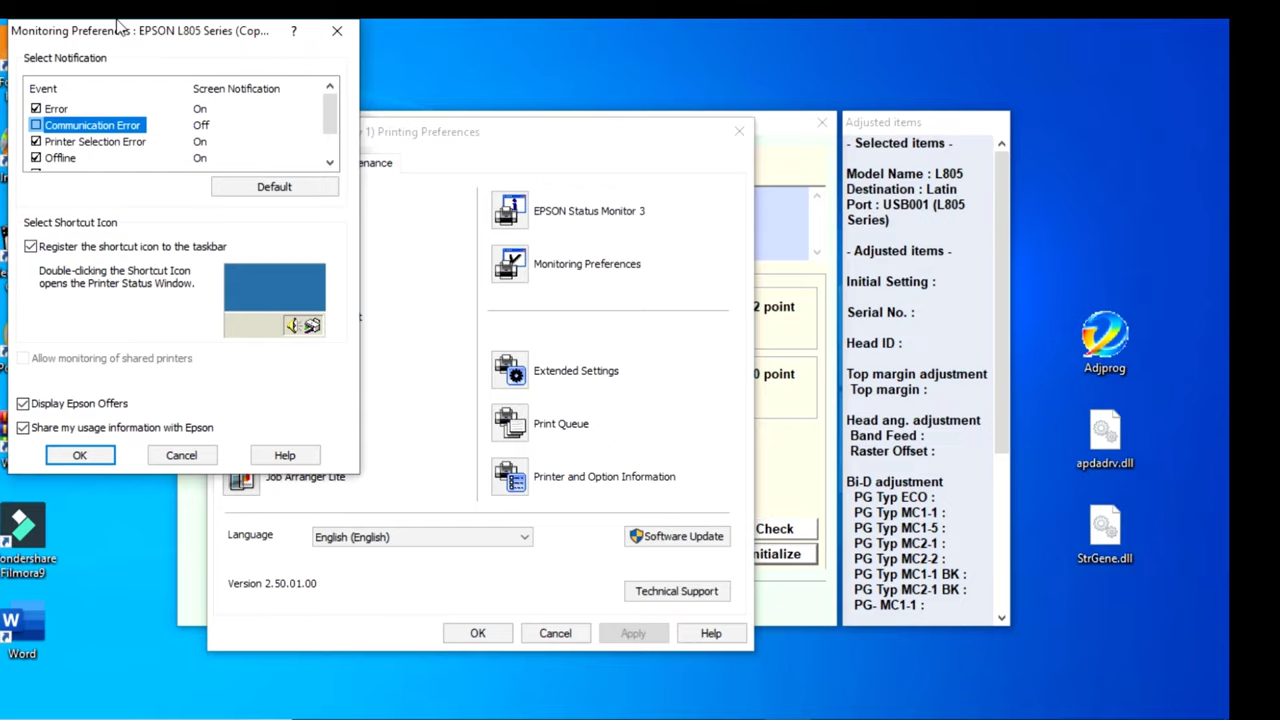 Monitoring Preferences : EPSON L805 Series (Cop...
?
Select Notification
Event Screen Notification
Error On
Communication Error Off
Printer Selection Error On
Offline On
Default
Select Shortcut Icon
Register the shortcut icon to the taskbar
Double-clicking the Shortcut Icon
opens the Printer Status Window.
Allow monitoring of shared printers
Display Epson Offers
Share my usage information with Epson
OK Cancel Help
1) Printing Preferences
enance
EPSON Status Monitor 3
Monitoring Preferences
Extended Settings
Print Queue
Printer and Option Information
Job Arranger Lite
Language English (English) Software Update
Version 2.50.01.00
Technical Support
OK Cancel Apply Help
2 point
0 point
Check
itialize
Adjusted items
- Selected items -
Model Name : L805
Destination : Latin
Port : USB001 (L805
Series)
- Adjusted items -
Initial Setting :
Serial No. :
Head ID :
Top margin adjustment
Top margin :
Head ang. adjustment
Band Feed :
Raster Offset :
Bi-D adjustment
PG Typ ECO :
PG Typ MC1-1 :
PG Typ MC1-5 :
PG Typ MC2-1 :
PG Typ MC2-2 :
PG Typ MC1-1 BK :
PG Typ MC2-1 BK :
PG- MC1-1 :
Adjprog
apdadrv.dll
StrGene.dll
ondershare
Filmora9
W
Word